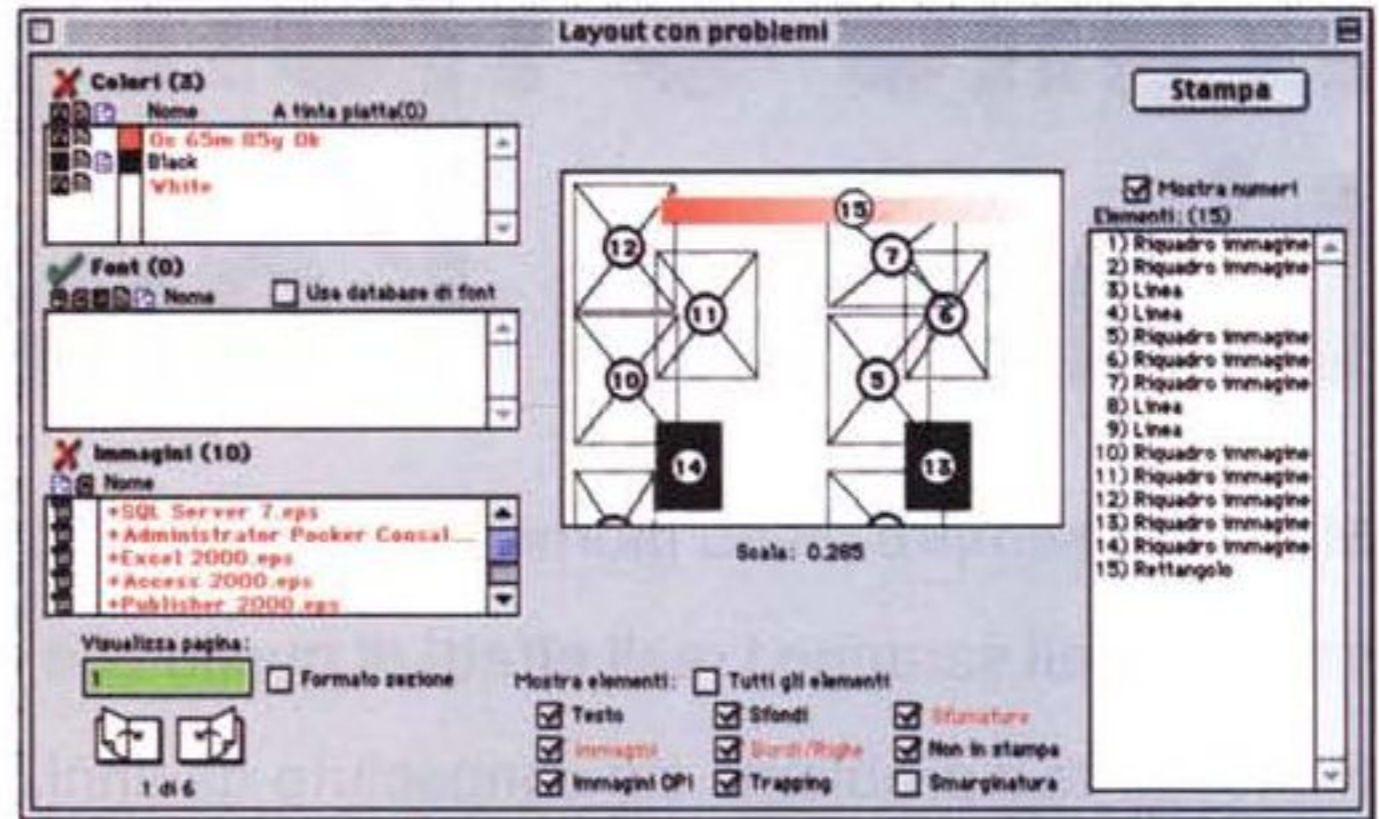 Layout con problemi
Colori (3)
Nome A tinta piatta(0)
0c 65m 85y 0k
Black
White
Font (0)
Nome Usa database di font
Immagini (10)
Nome
+SQL Server 7.eps
+Administrator Pocker Consal...
+Excel 2000.eps
+Access 2000.eps
+Publisher 2000.eps
Visualizza pagina:
1
Formato sezione
1 di 6
12
15
7
11
6
10
5
14
13
Scala: 0.265
Mostra elementi: Tutti gli elementi
Testo Sfondi Sfumature
Immagini Bordi/Righe Non in stampa
Immagini OPI Trapping Smarginatura
Stampa
Mostra numeri
Elementi: (15)
1) Riquadro immagine
2) Riquadro immagine
3) Linea
4) Linea
5) Riquadro immagine
6) Riquadro immagine
7) Riquadro immagine
8) Linea
9) Linea
10) Riquadro immagine
11) Riquadro immagine
12) Riquadro immagine
13) Riquadro immagine
14) Riquadro immagine
15) Rettangolo